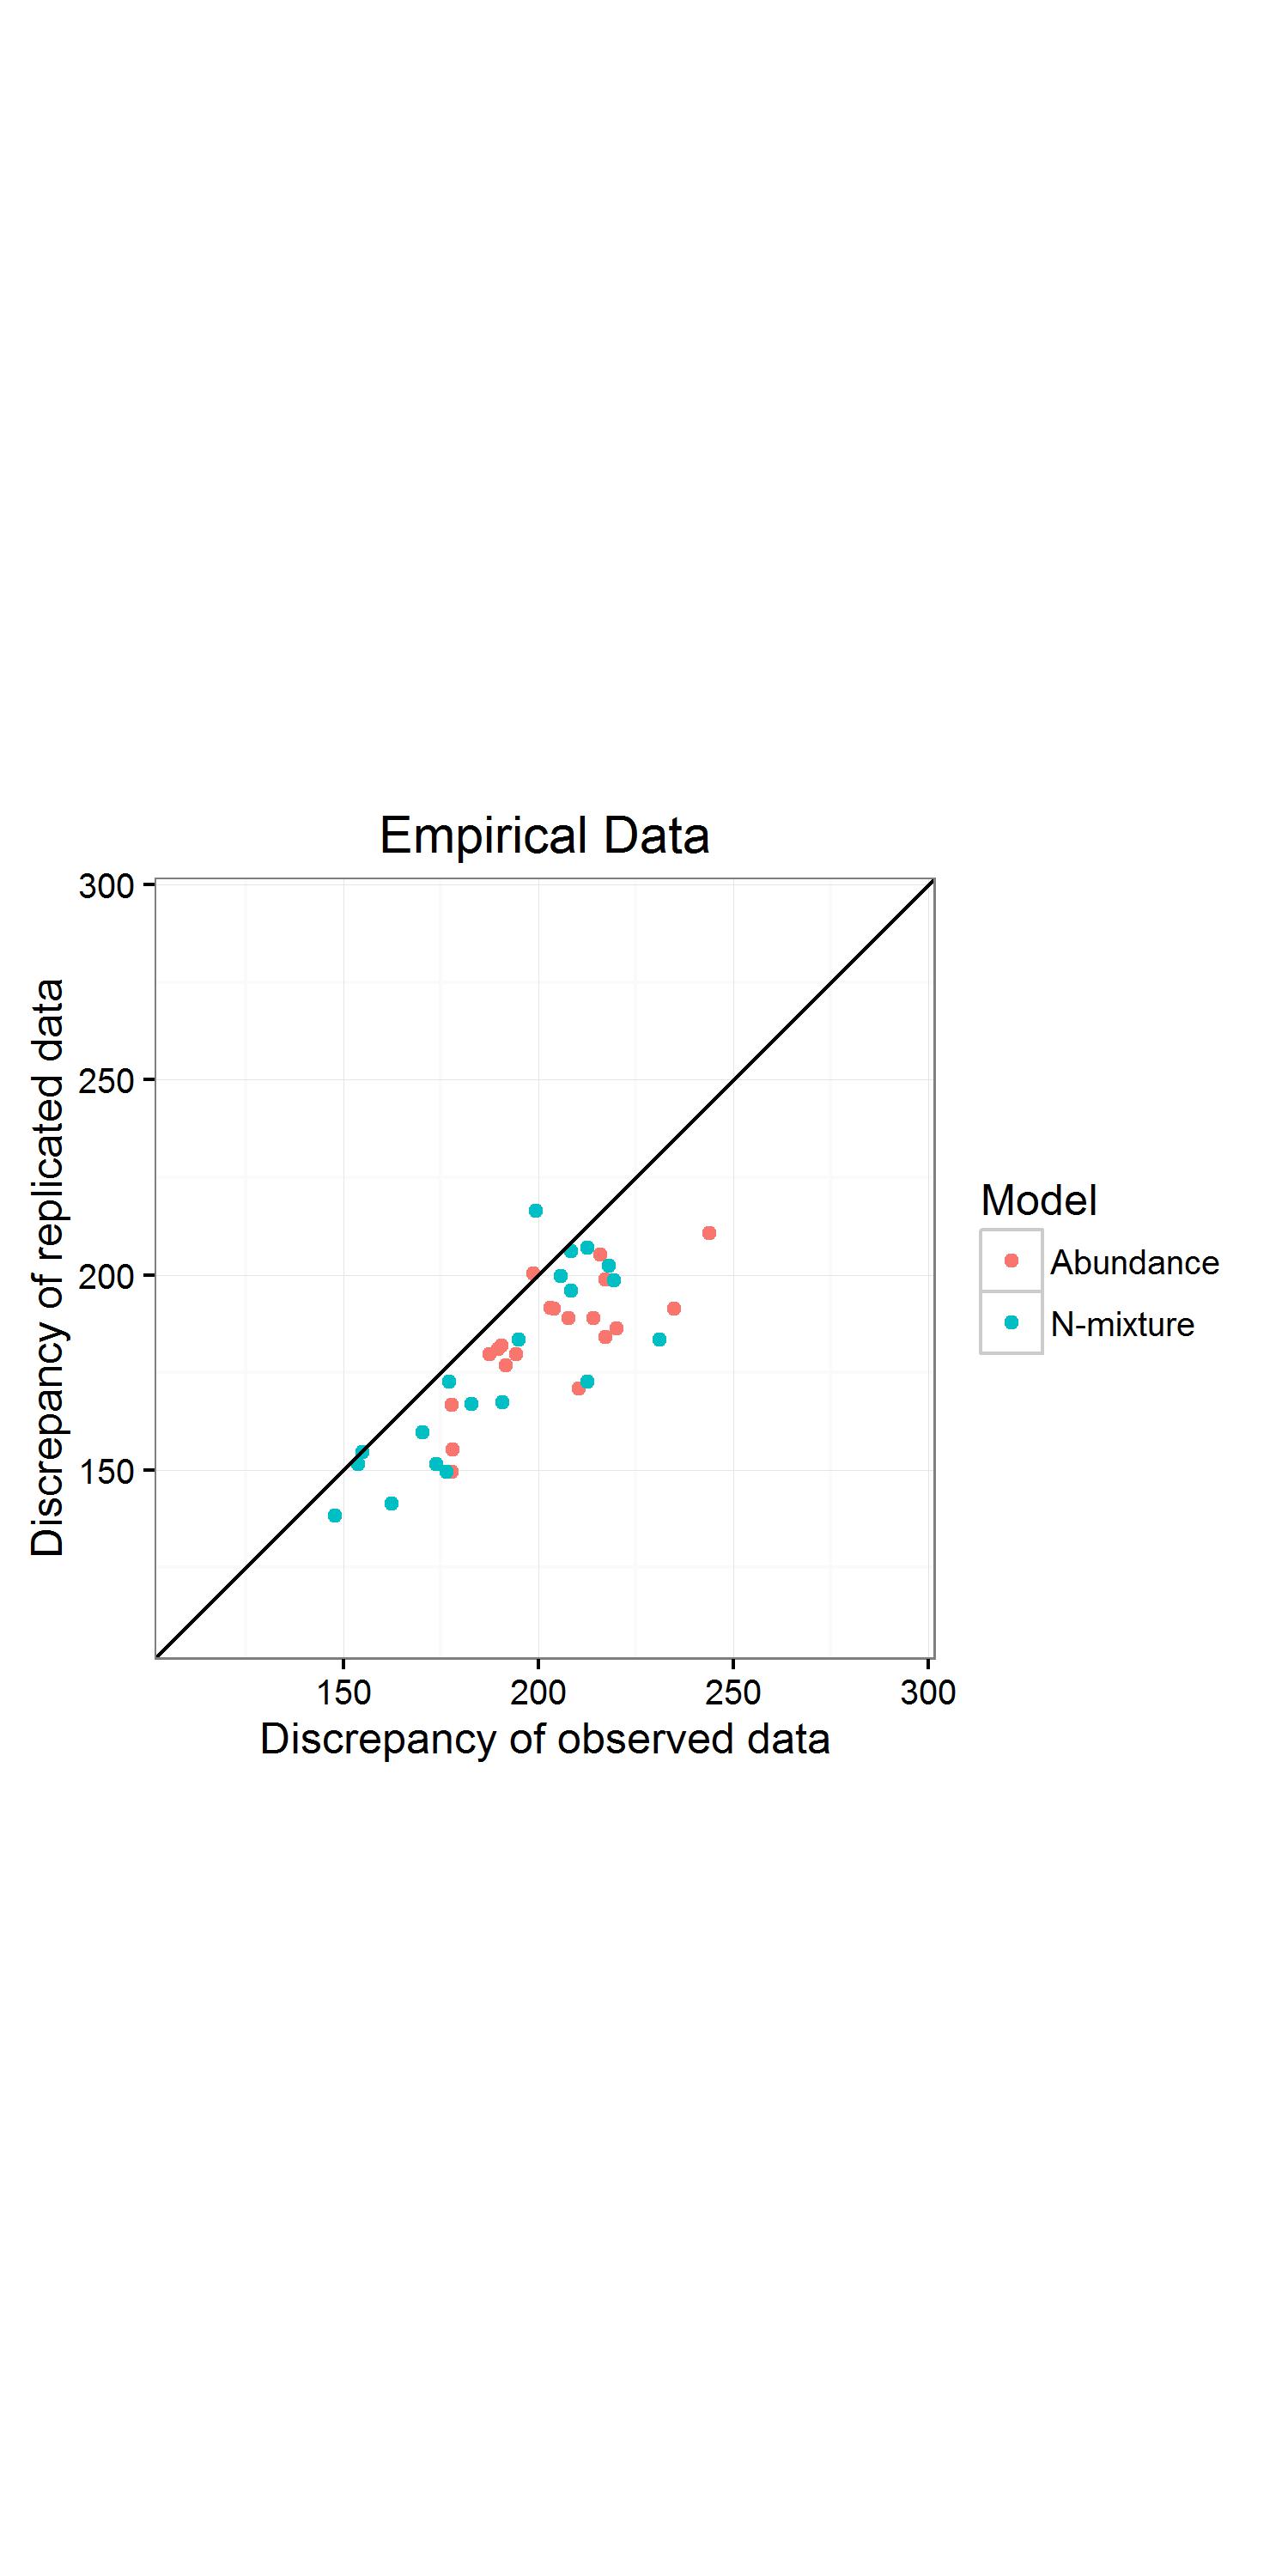 Empirical Data
300
250
200
150
Discrepancy of replicated data
150 200 250 300
Discrepancy of observed data
Model
Abundance
N-mixture